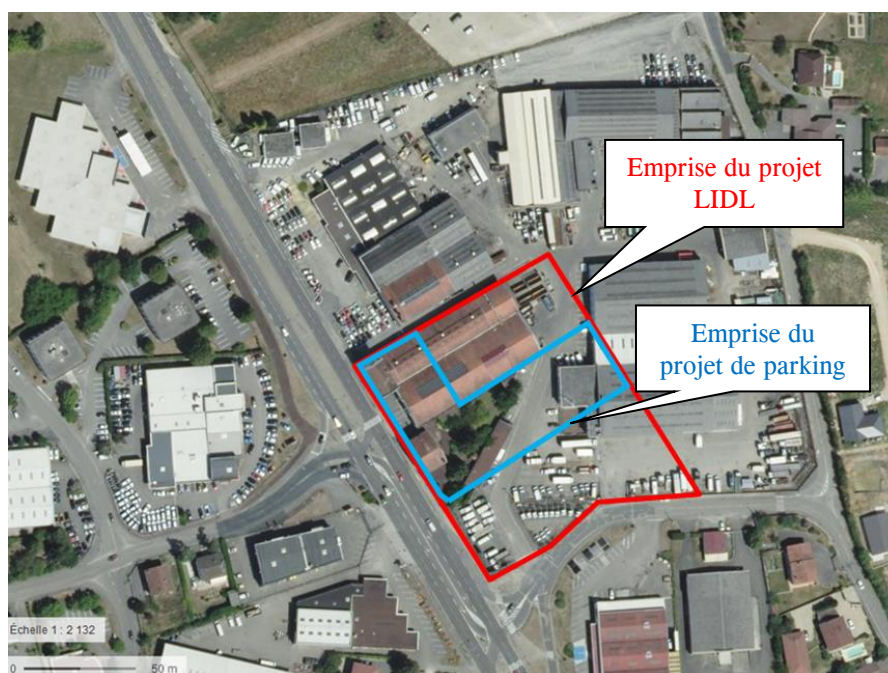 Emprise du projet
LIDL
Emprise du
projet de parking
Échelle 1 : 2 132
0 50 m